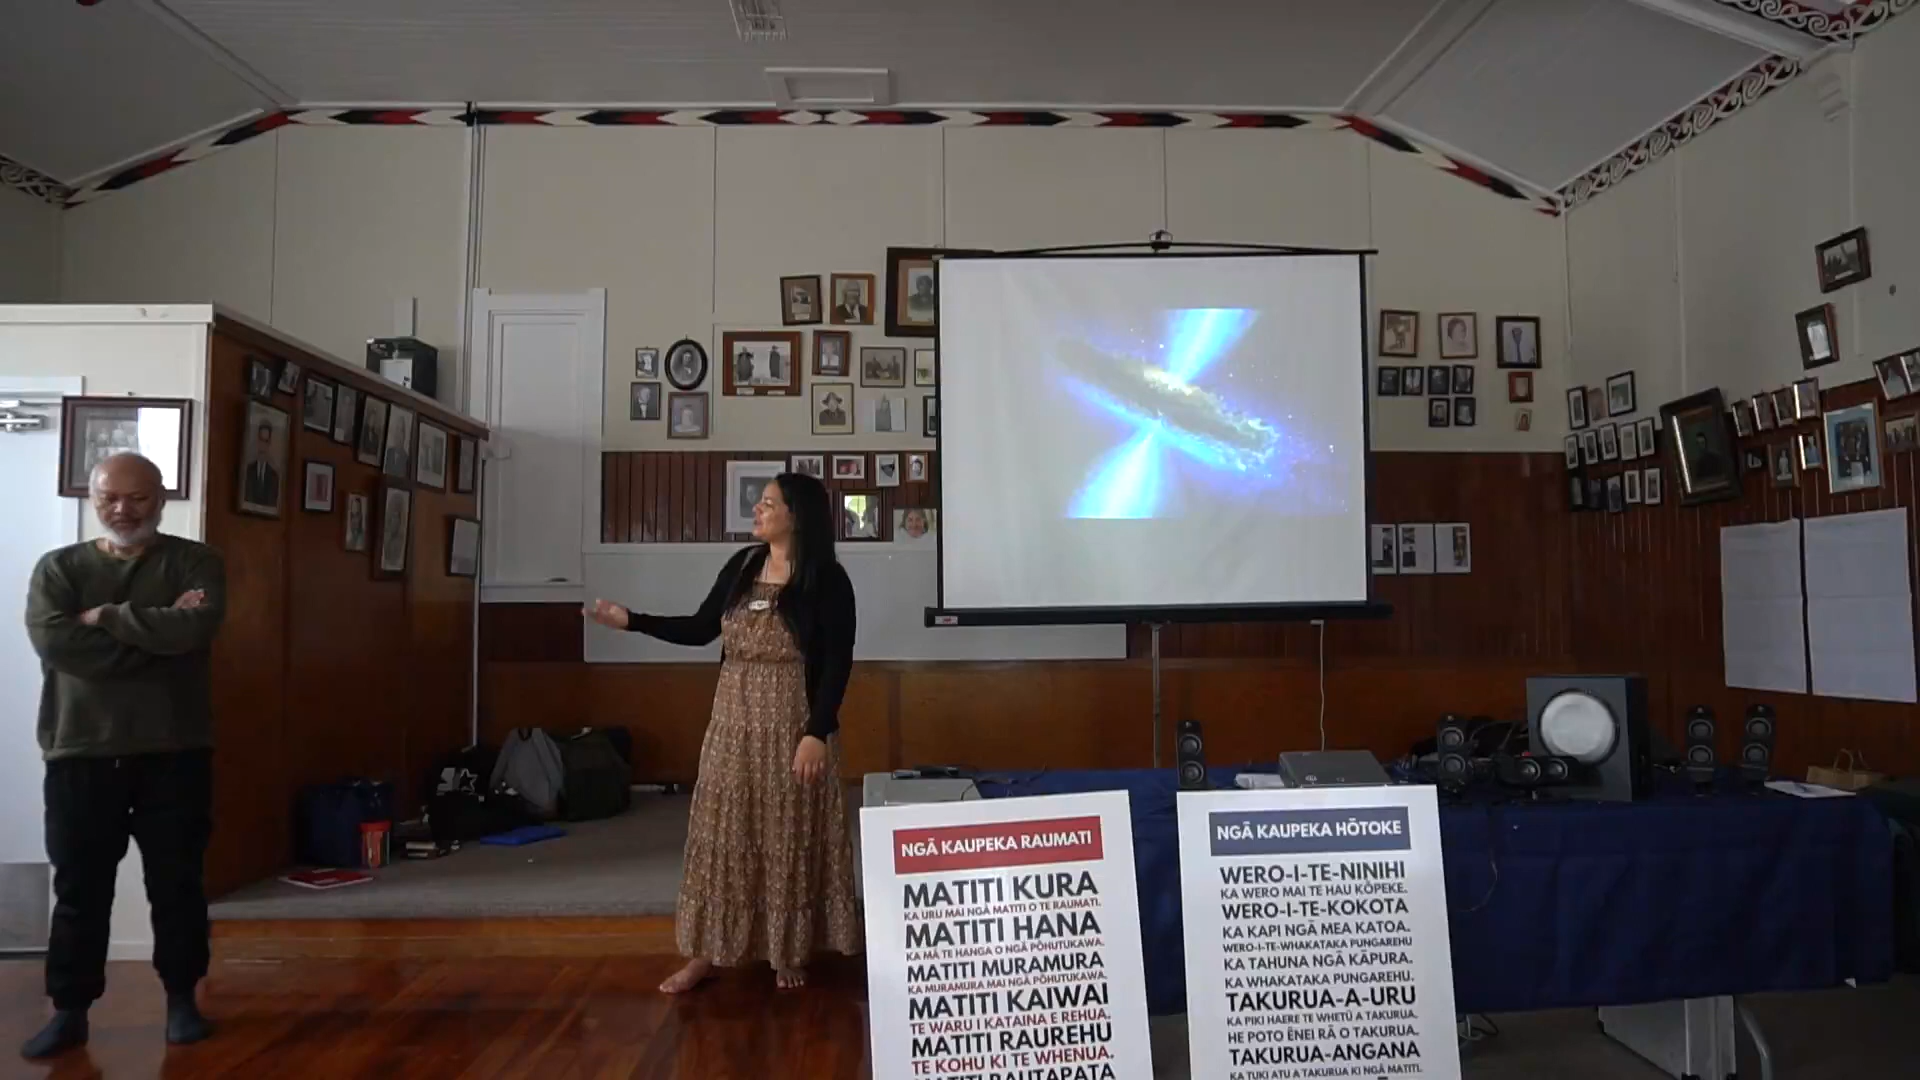 NGĀ KAUPEKA RAUMATI
MATITI KURA
KA URU MAI NGĀ MATITI O TE RAUMATI.
MATITI HANA
KA MĀ TE HANGA O NGĀ PŌHUTUKAWA.
MATITI MURAMURA
KA MURAMURA MAI NGĀ PŌHUTUKAWA.
MATITI KAIWAI
TE WARU I KATAINA E REHUA.
MATITI RAUREHU
TE KOHU KI TE WHENUA.
MATITI RAUTAPATA
NGĀ KAUPEKA HŌTOKE
WERO-I-TE-NINIHI
KA WERO MAI TE HAU KŌPEKE.
WERO-I-TE-KOKOTA
KA KAPI NGĀ MEA KATOA.
WERO-I-TE-WHAKATAKA PUNGAREHU
KA TAHUNA NGĀ KĀPURA.
KA WHAKATAKA PUNGAREHU.
TAKURUA-A-URU
KA PIKI HAERE TE WHETŪ A TAKURUA.
HE POTO ĒNEI RĀ O TAKURUA.
TAKURUA-ANGANA
KA TUKI ATU A TAKURUA KI NGĀ MATITI.